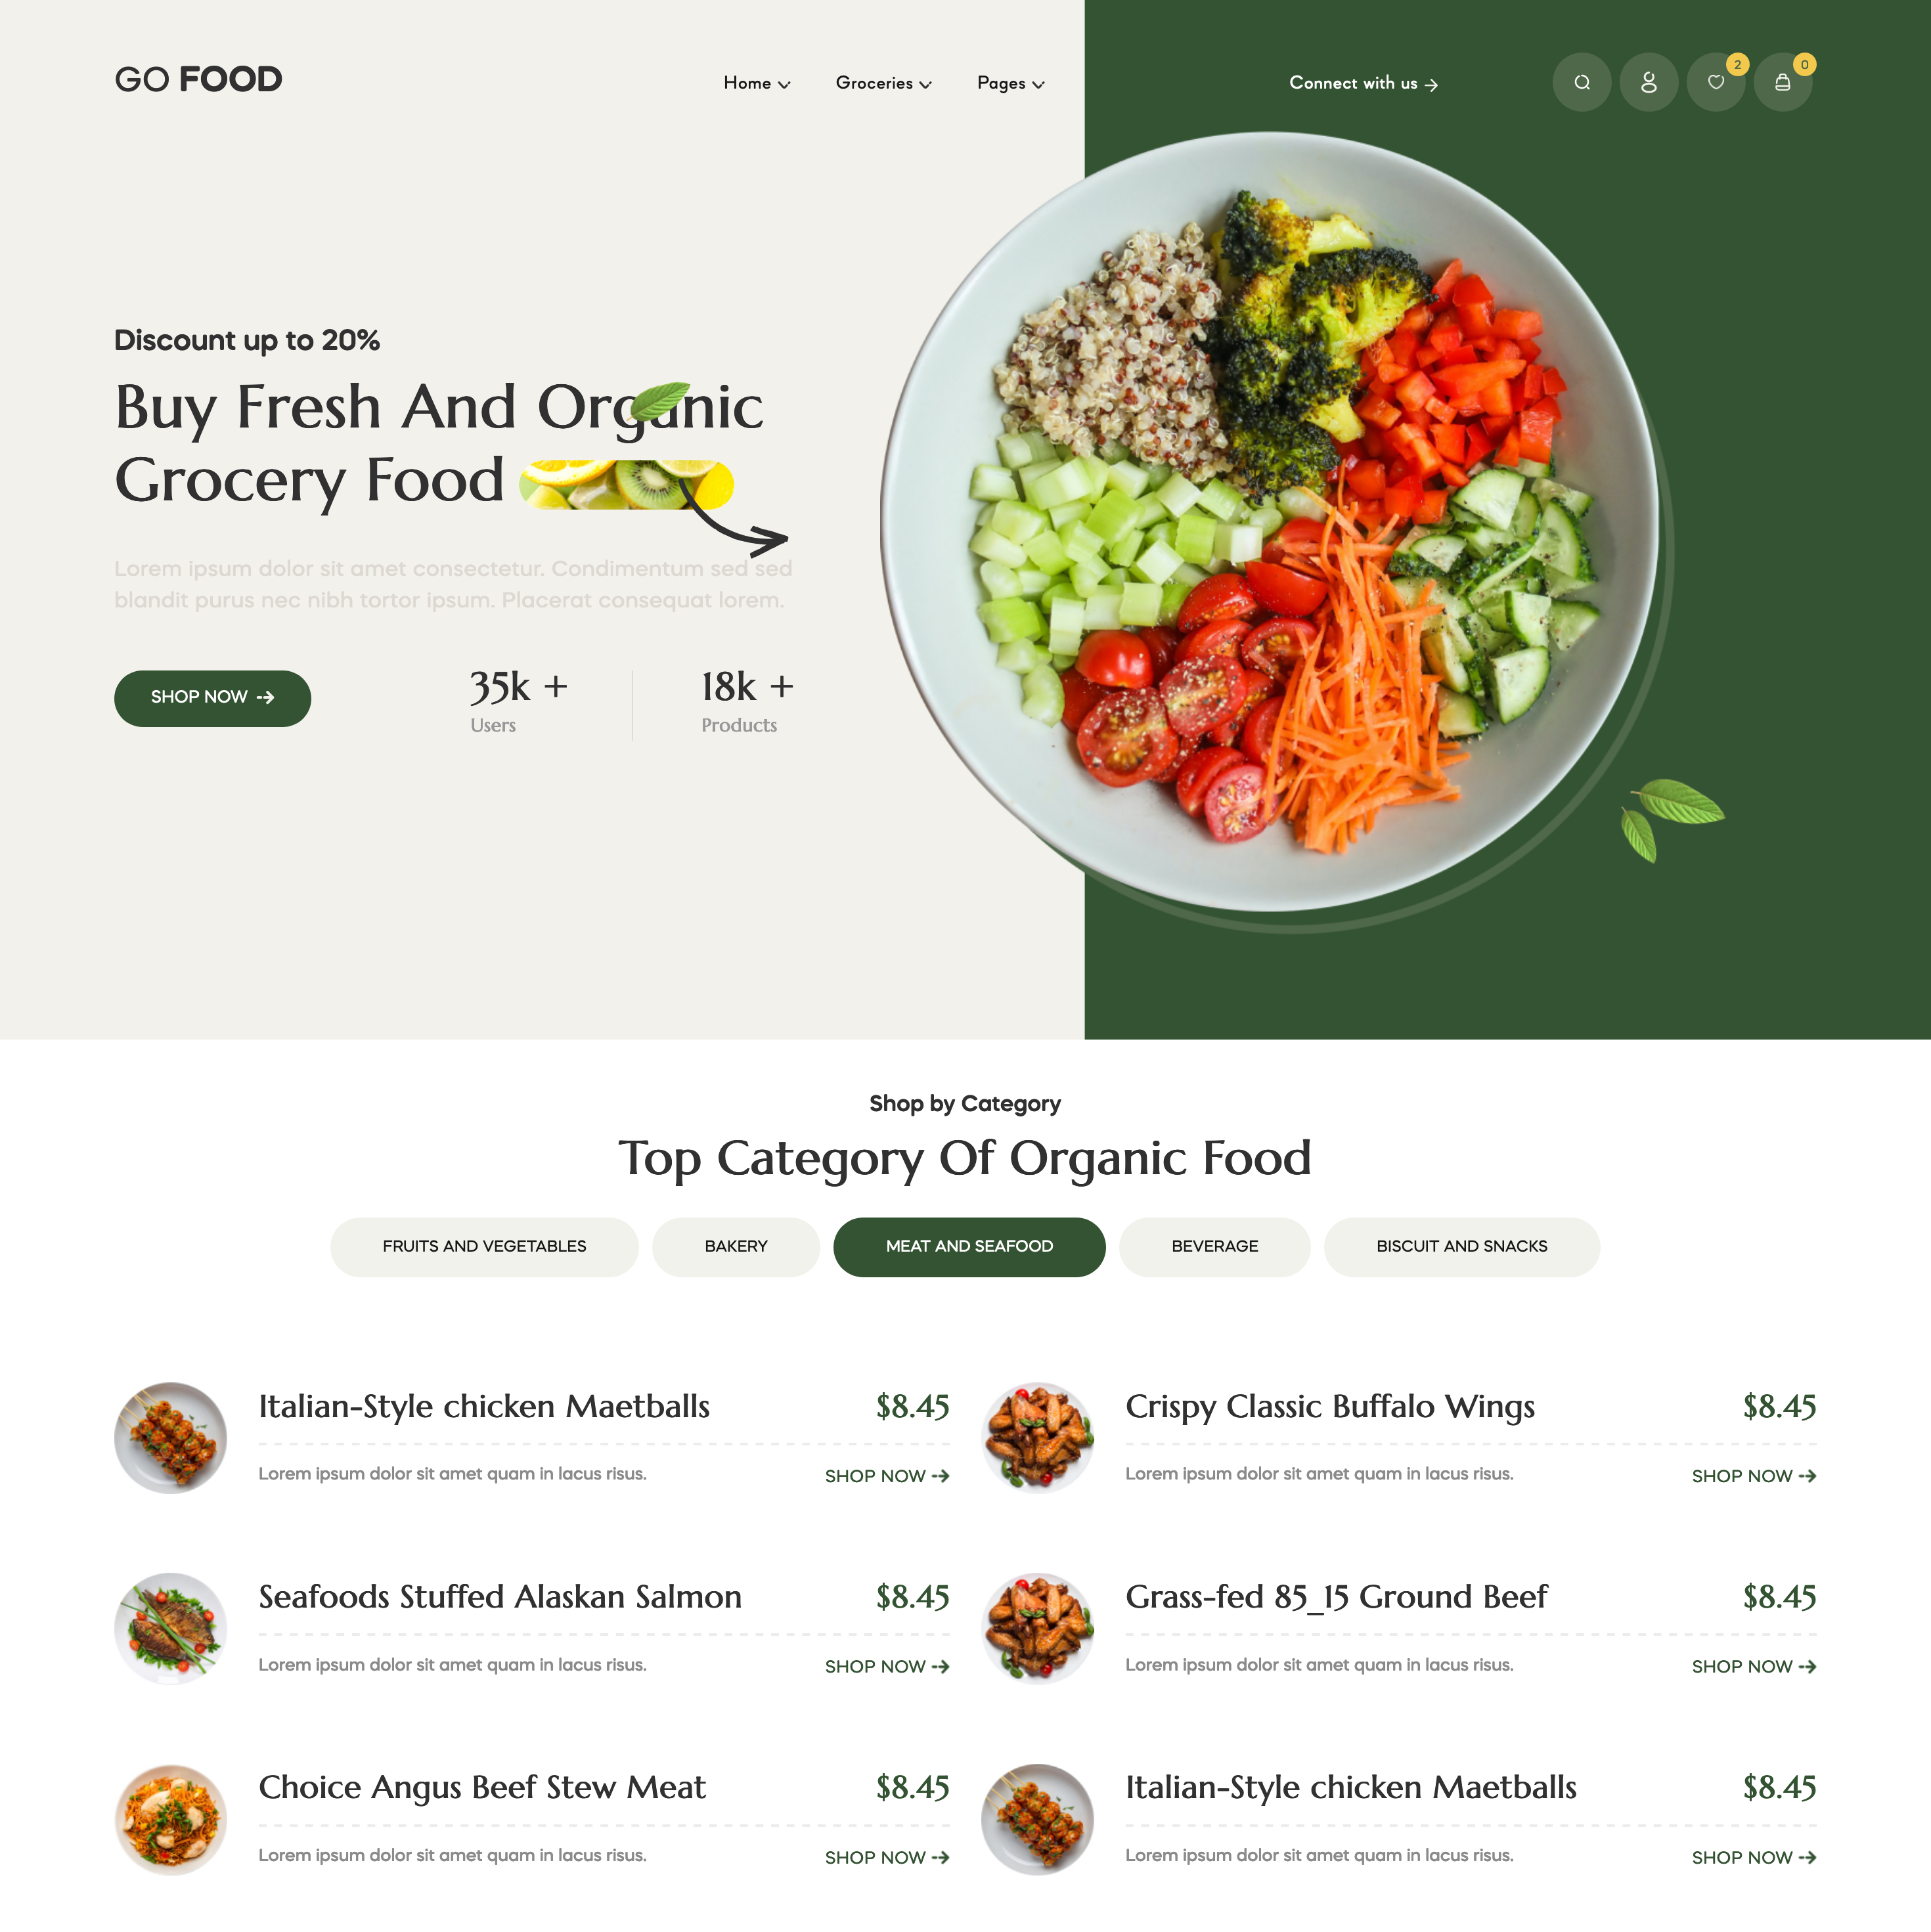 GO FOOD
Home
Groceries
Pages
Connect with us
2
0
Discount up to 20%
Buy Fresh And Organic
Grocery Food
Lorem ipsum dolor sit amet consectetur. Condimentum sed sed
blandit purus nec nibh tortor ipsum. Placerat consequat lorem.
SHOP NOW
35k +
Users
18k +
Products
Shop by Category
Top Category Of Organic Food
FRUITS AND VEGETABLES
BAKERY
MEAT AND SEAFOOD
BEVERAGE
BISCUIT AND SNACKS
Italian-Style chicken Maetballs
$8.45
Lorem ipsum dolor sit amet quam in lacus risus.
SHOP NOW
Crispy Classic Buffalo Wings
$8.45
Lorem ipsum dolor sit amet quam in lacus risus.
SHOP NOW
Seafoods Stuffed Alaskan Salmon
$8.45
Lorem ipsum dolor sit amet quam in lacus risus.
SHOP NOW
Grass-fed 85_15 Ground Beef
$8.45
Lorem ipsum dolor sit amet quam in lacus risus.
SHOP NOW
Choice Angus Beef Stew Meat
$8.45
Lorem ipsum dolor sit amet quam in lacus risus.
SHOP NOW
Italian-Style chicken Maetballs
$8.45
Lorem ipsum dolor sit amet quam in lacus risus.
SHOP NOW